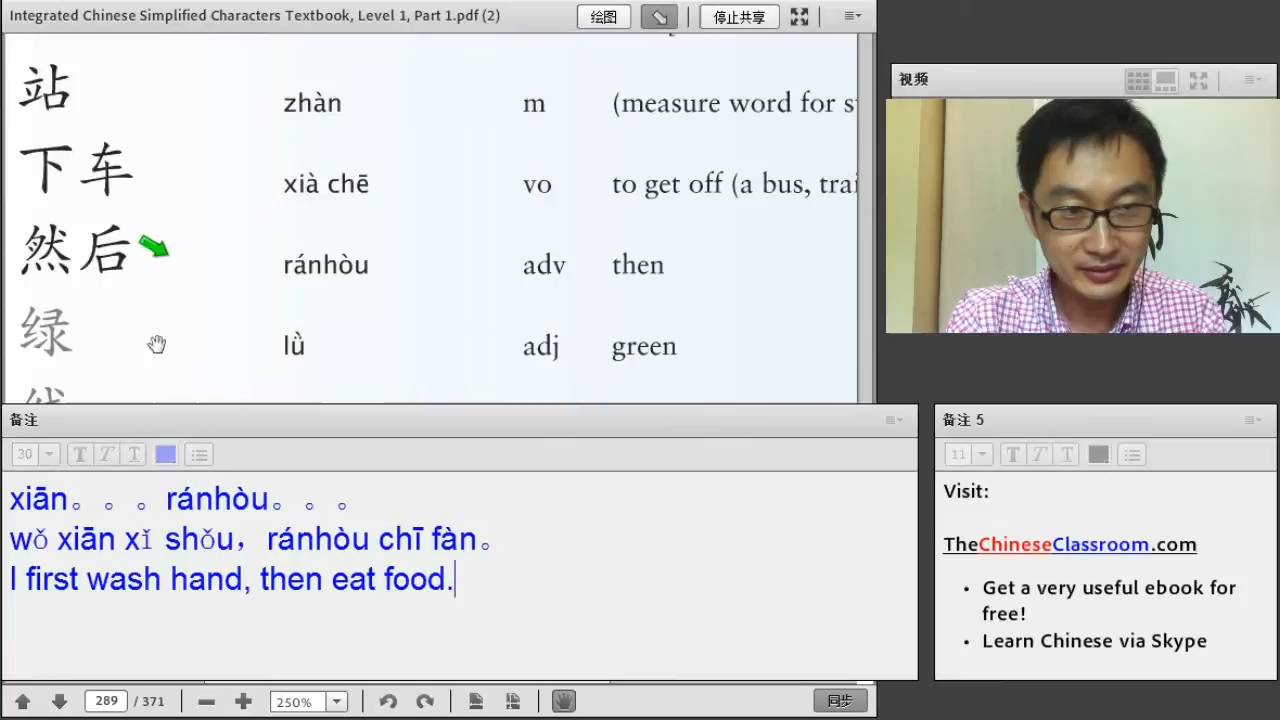 Integrated Chinese Simplified Characters Textbook, Level 1, Part 1.pdf (2)
绘图
停止共享
站 zhàn m (measure word for s
下车 xià chē vo to get off (a bus, trai
然后 ránhòu adv then
绿 lǜ adj green
视频
备注
30
xiān。。。ránhòu。。。
wǒ xiān xǐ shǒu，ránhòu chī fàn。
I first wash hand, then eat food.
备注 5
11
Visit:
TheChineseClassroom.com
• Get a very useful ebook for
free!
• Learn Chinese via Skype
289 / 371
250%
同步